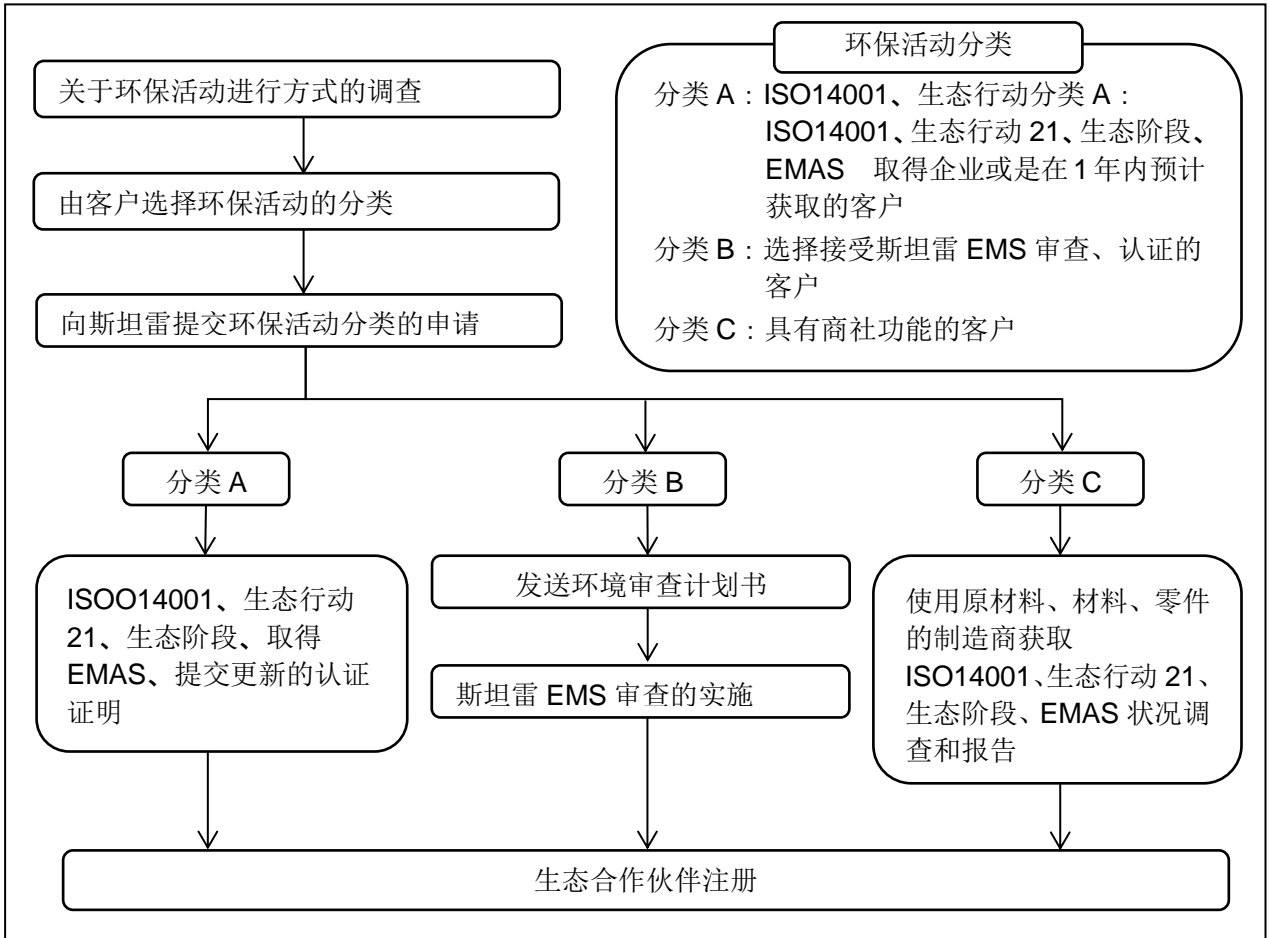 关于环保活动进行方式的调查
由客户选择环保活动的分类
向斯坦雷提交环保活动分类的申请
环保活动分类
分类 A：ISO14001、生态行动分类 A：
ISO14001、生态行动 21、生态阶段、
EMAS　取得企业或是在 1 年内预计
获取的客户
分类 B：选择接受斯坦雷 EMS 审查、认证的
客户
分类 C：具有商社功能的客户
分类 A
分类 B
分类 C
ISOO14001、生态行动
21、生态阶段、取得
EMAS、提交更新的认证
证明
发送环境审查计划书
斯坦雷 EMS 审查的实施
使用原材料、材料、零件
的制造商获取
ISO14001、生态行动 21、
生态阶段、EMAS 状况调
查和报告
生态合作伙伴注册